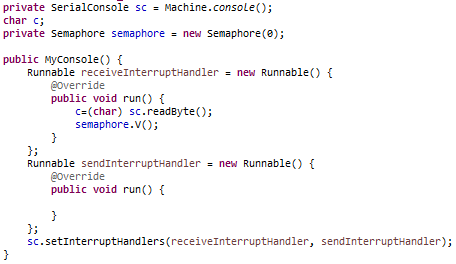 private SerialConsole sc = Machine.console();
char c;
private Semaphore semaphore = new Semaphore(0);
public MyConsole() {
Runnable receiveInterruptHandler = new Runnable() {
@Override
public void run() {
c=(char) sc.readByte();
semaphore.V();
}
};
Runnable sendInterruptHandler = new Runnable() {
@Override
public void run() {
}
};
sc.setInterruptHandlers(receiveInterruptHandler, sendInterruptHandler);
}